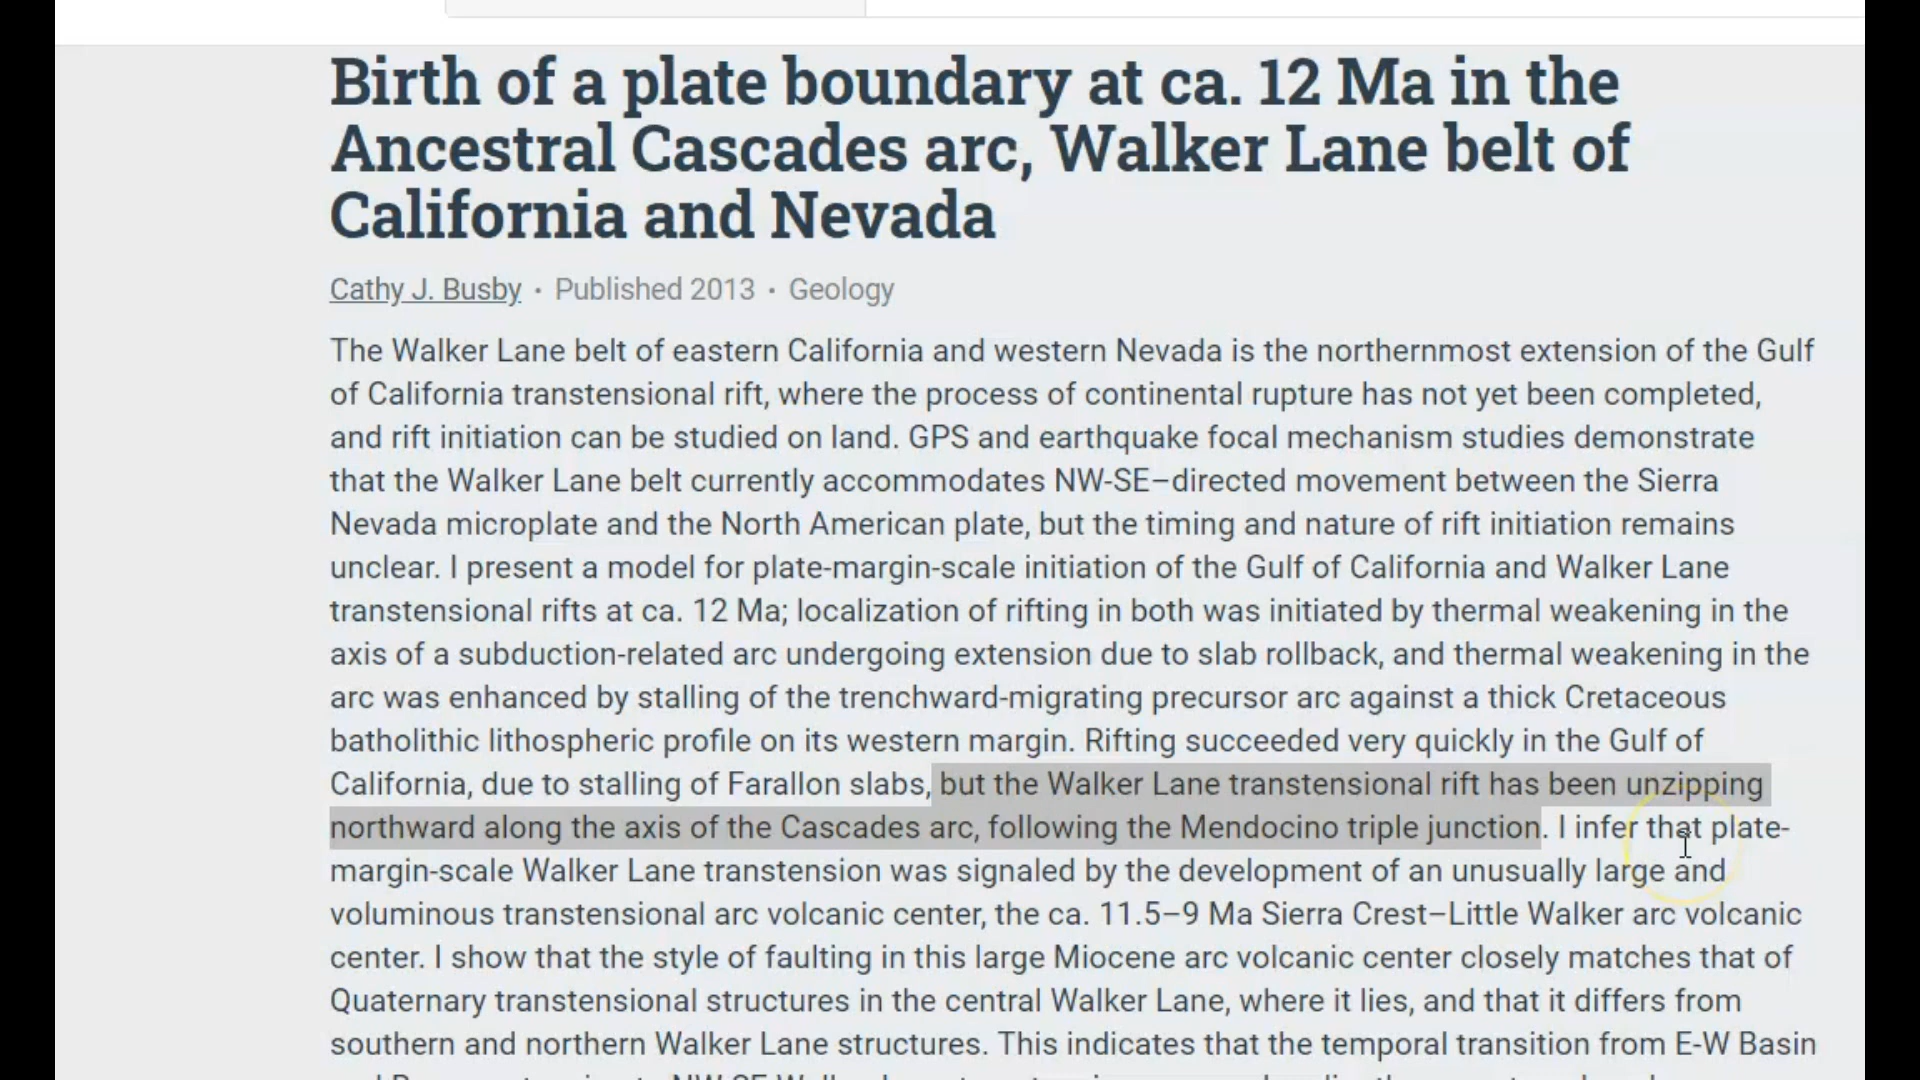 Birth of a plate boundary at ca. 12 Ma in the
Ancestral Cascades arc, Walker Lane belt of
California and Nevada
Cathy J. Busby • Published 2013 • Geology
The Walker Lane belt of eastern California and western Nevada is the northernmost extension of the Gulf
of California transtensional rift, where the process of continental rupture has not yet been completed,
and rift initiation can be studied on land. GPS and earthquake focal mechanism studies demonstrate
that the Walker Lane belt currently accommodates NW-SE–directed movement between the Sierra
Nevada microplate and the North American plate, but the timing and nature of rift initiation remains
unclear. I present a model for plate-margin-scale initiation of the Gulf of California and Walker Lane
transtensional rifts at ca. 12 Ma; localization of rifting in both was initiated by thermal weakening in the
axis of a subduction-related arc undergoing extension due to slab rollback, and thermal weakening in the
arc was enhanced by stalling of the trenchward-migrating precursor arc against a thick Cretaceous
batholithic lithospheric profile on its western margin. Rifting succeeded very quickly in the Gulf of
California, due to stalling of Farallon slabs, but the Walker Lane transtensional rift has been unzipping
northward along the axis of the Cascades arc, following the Mendocino triple junction. I infer that plate-
margin-scale Walker Lane transtension was signaled by the development of an unusually large and
voluminous transtensional arc volcanic center, the ca. 11.5–9 Ma Sierra Crest–Little Walker arc volcanic
center. I show that the style of faulting in this large Miocene arc volcanic center closely matches that of
Quaternary transtensional structures in the central Walker Lane, where it lies, and that it differs from
southern and northern Walker Lane structures. This indicates that the temporal transition from E-W Basin